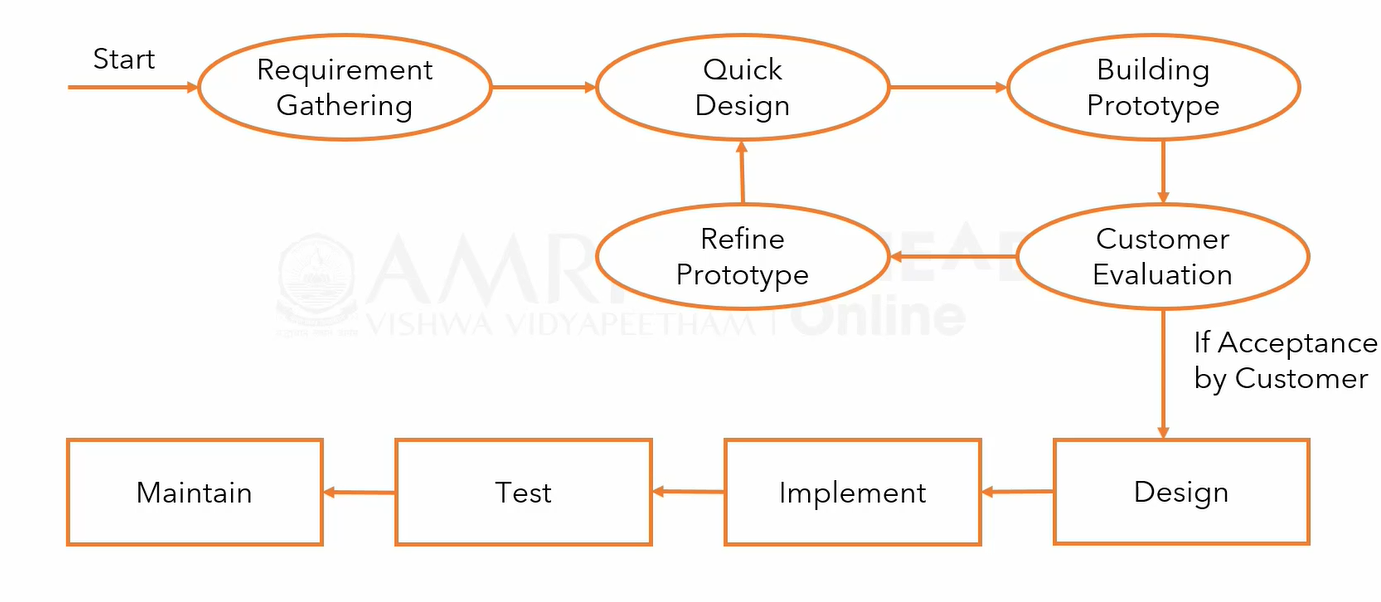 Start
Requirement
Gathering
Quick
Design
Building
Prototype
Refine
Prototype
Customer
Evaluation
VISHWA VIDYAPEETHAM
Online
If Acceptance
by Customer
Maintain
Test
Implement
Design